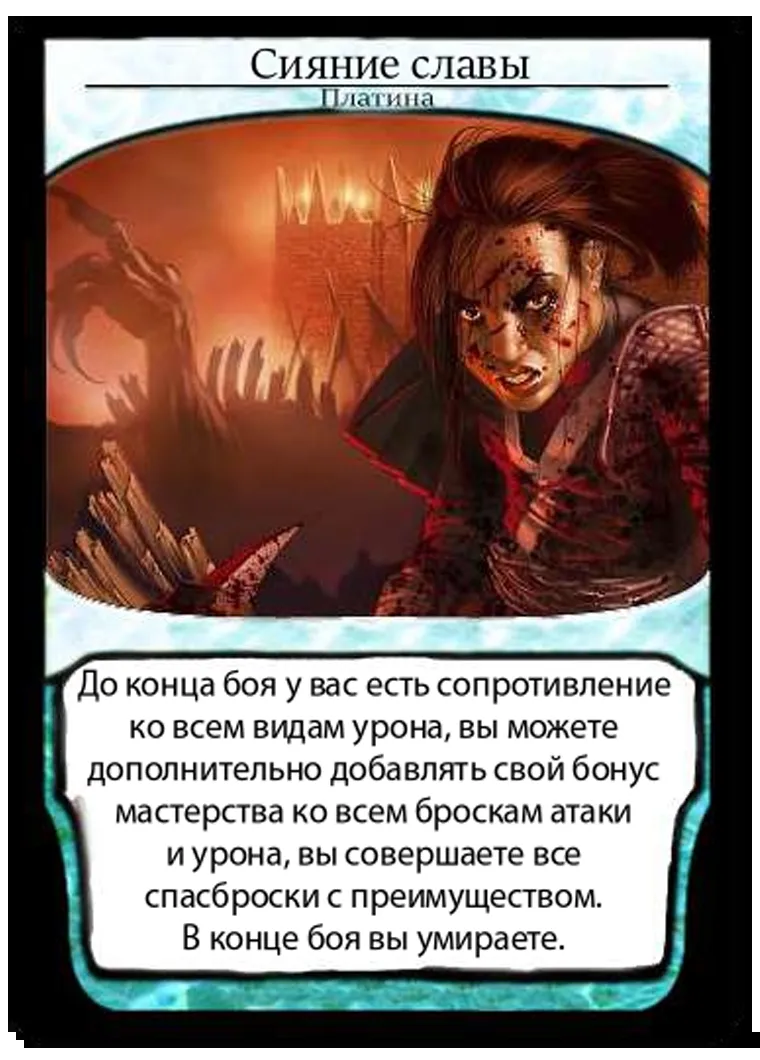 Сияние славы
Платина
До конца боя у вас есть сопротивление
ко всем видам урона, вы можете
дополнительно добавлять свой бонус
мастерства ко всем броскам атаки
и урона, вы совершаете все
спасброски с преимуществом.
В конце боя вы умираете.